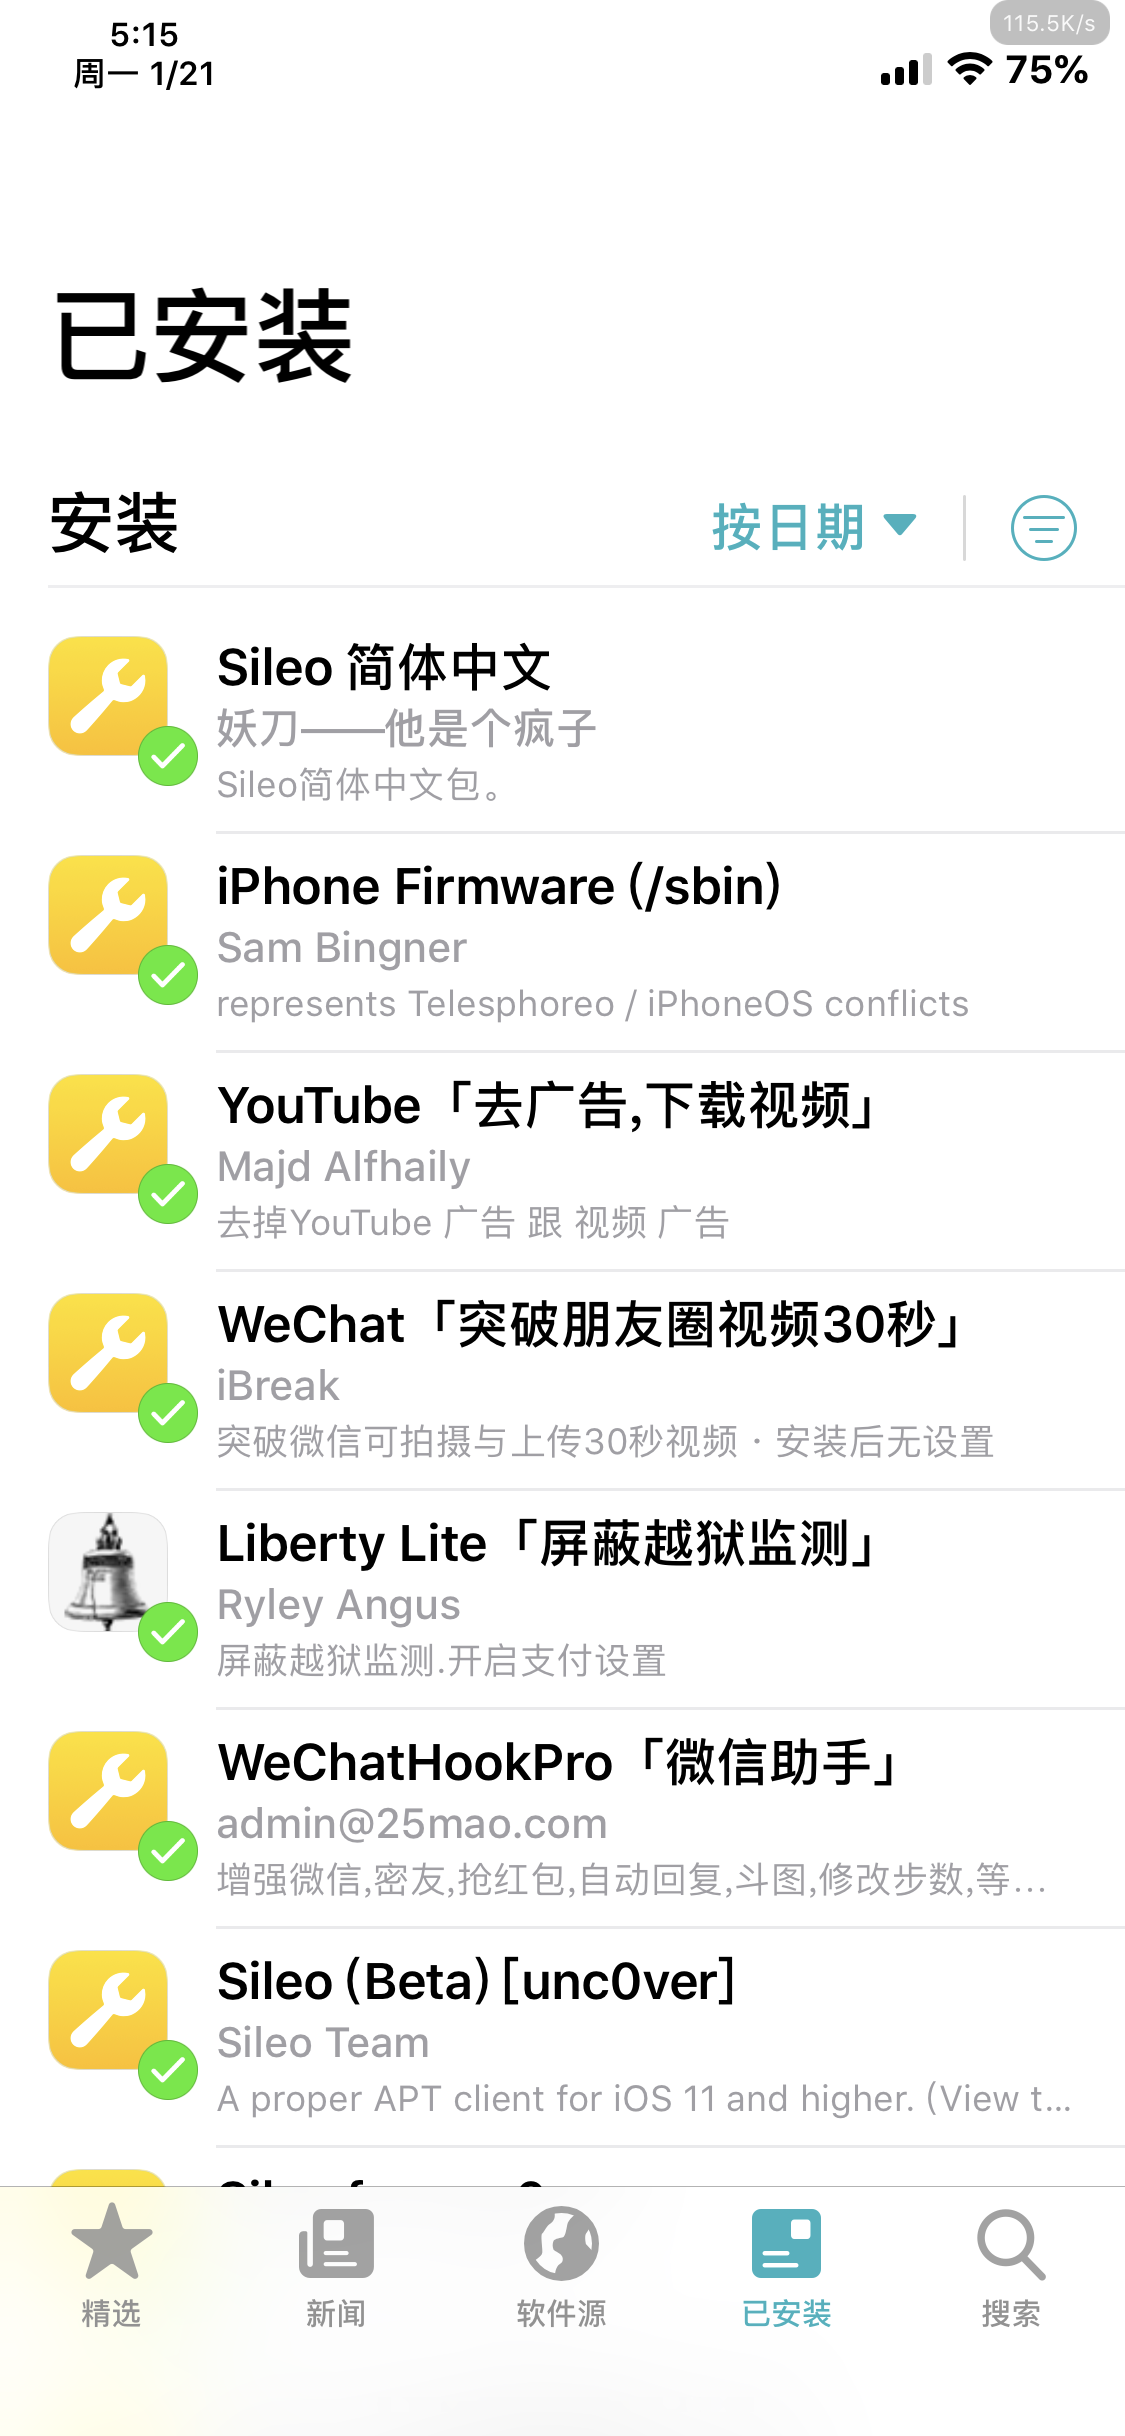 115.5K/s
5:15
周一 1/21
75%
已安装
安装
按日期
Sileo 简体中文
妖刀——他是个疯子
Sileo简体中文包。
iPhone Firmware (/sbin)
Sam Bingner
represents Telesphoreo / iPhoneOS conflicts
YouTube「去广告,下载视频」
Majd Alfhaily
去掉YouTube 广告 跟 视频 广告
WeChat「突破朋友圈视频30秒」
iBreak
突破微信可拍摄与上传30秒视频 · 安装后无设置
Liberty Lite「屏蔽越狱监测」
Ryley Angus
屏蔽越狱监测.开启支付设置
WeChatHookPro「微信助手」
admin@25mao.com
增强微信,密友,抢红包,自动回复,斗图,修改步数,等...
Sileo (Beta) [unc0ver]
Sileo Team
A proper APT client for iOS 11 and higher. (View t...
精选
新闻
软件源
已安装
搜索